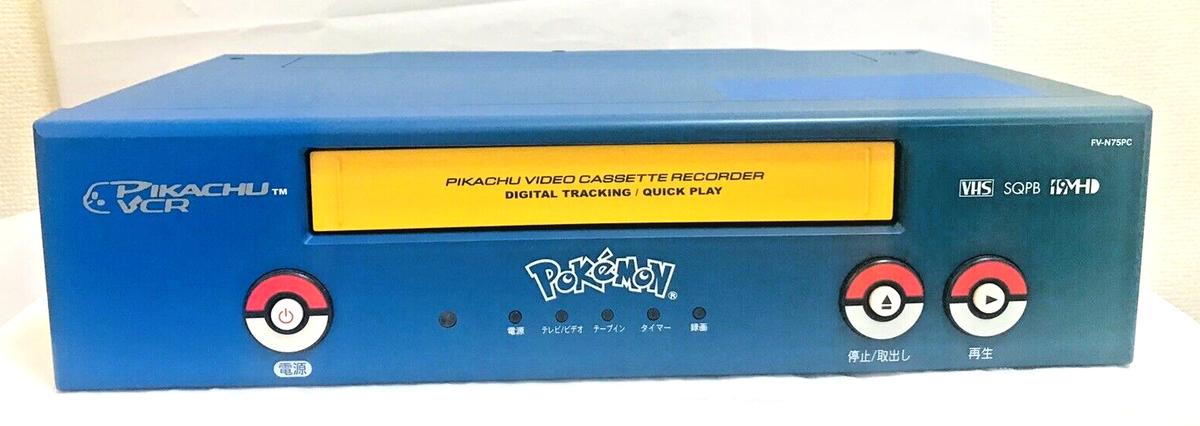 FV-N75PC
PIKACHU VCR™
PIKACHU VIDEO CASSETTE RECORDER
DIGITAL TRACKING / QUICK PLAY
VHS SQPB 19µHD
POKéMON®
電源
電源 テレビ/ビデオ テープイン タイマー 録画
停止/取出し
再生